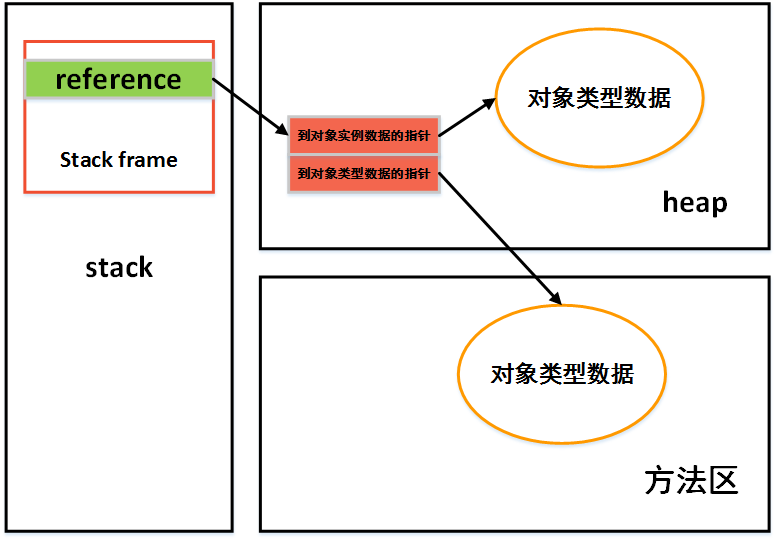 reference
Stack frame
stack
到对象实例数据的指针
到对象类型数据的指针
对象类型数据
heap
对象类型数据
方法区